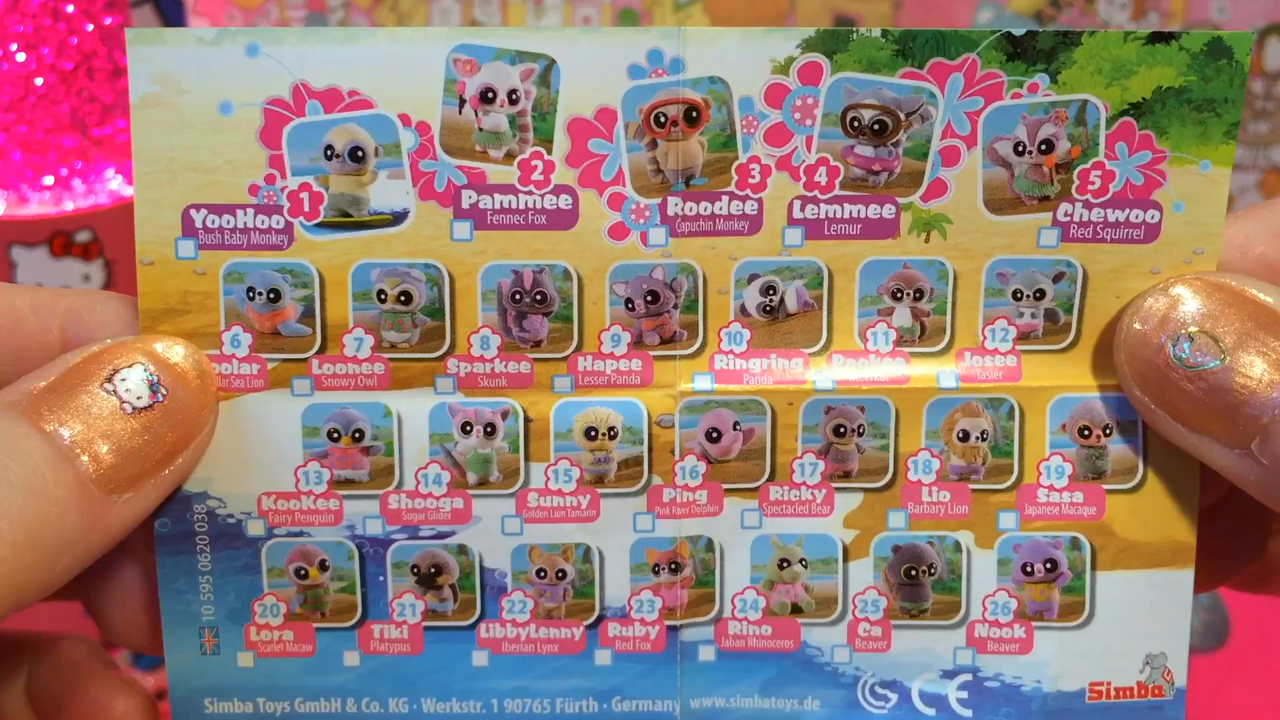 1
YooHoo
Bush Baby Monkey
2
Pammee
Fennec Fox
3
Roodee
Capuchin Monkey
4
Lemmee
Lemur
5
Chewoo
Red Squirrel
6
Sea Lion
7
Loonee
Snowy Owl
8
Sparkee
Skunk
9
Hapee
Lesser Panda
10
Ringring
Panda
11
12
Josee
Tasier
13
KooKee
Fairy Penguin
14
Shooga
Sugar Glider
15
Sunny
Golden Lion Tamarin
16
Ping
Pink River Dolphin
17
Ricky
Spectacled Bear
18
Lio
Barbary Lion
19
Sasa
Japanese Macaque
20
Lora
Scarlet Macaw
21
Tiki
Platypus
22
LibbyLenny
Iberian Lynx
23
Ruby
Red Fox
24
Rino
Jaban Rhinoceros
25
Ca
Beaver
26
Nook
Beaver
10 595 0620 038
Simba Toys GmbH & Co. KG · Werkstr. 1 90765 Fürth · Germany www.simbatoys.de
CE
Simba